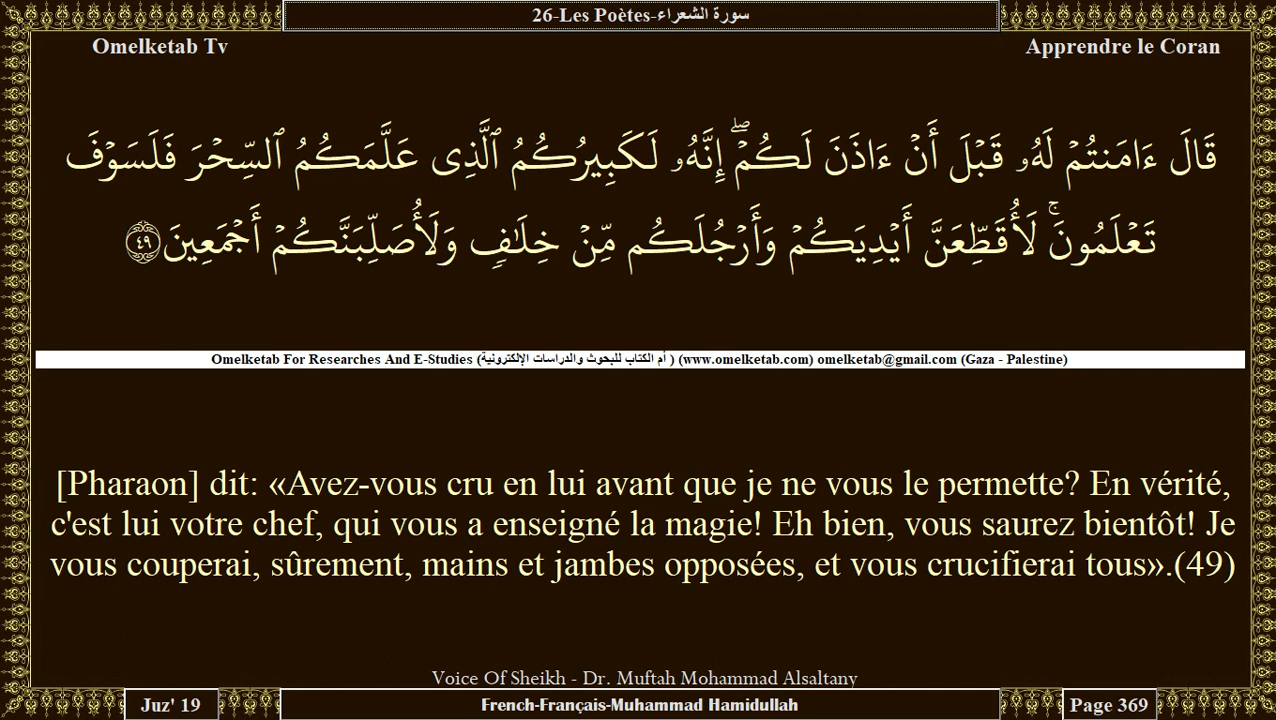 26-Les Poètes-سورة الشعراء
Omelketab Tv
Apprendre le Coran
قَالَ ءَامَنتُمْ لَهُۥ قَبْلَ أَنْ ءَاذَنَ لَكُمْ ۖ إِنَّهُۥ لَكَبِيرُكُمُ ٱلَّذِى عَلَّمَكُمُ ٱلسِّحْرَ فَلَسَوْفَ
تَعْلَمُونَ ۚ لَأُقَطِّعَنَّ أَيْدِيَكُمْ وَأَرْجُلَكُم مِّنْ خِلَٰفٍ وَلَأُصَلِّبَنَّكُمْ أَجْمَعِينَ ٤٩
Omelketab For Researches And E-Studies (أم الكتاب للبحوث والدراسات الإلكترونية ) (www.omelketab.com) omelketab@gmail.com (Gaza - Palestine)
[Pharaon] dit: «Avez-vous cru en lui avant que je ne vous le permette? En vérité,
c'est lui votre chef, qui vous a enseigné la magie! Eh bien, vous saurez bientôt! Je
vous couperai, sûrement, mains et jambes opposées, et vous crucifierai tous».(49)
Voice Of Sheikh - Dr. Muftah Mohammad Alsaltany
Juz' 19
French-Français-Muhammad Hamidullah
Page 369